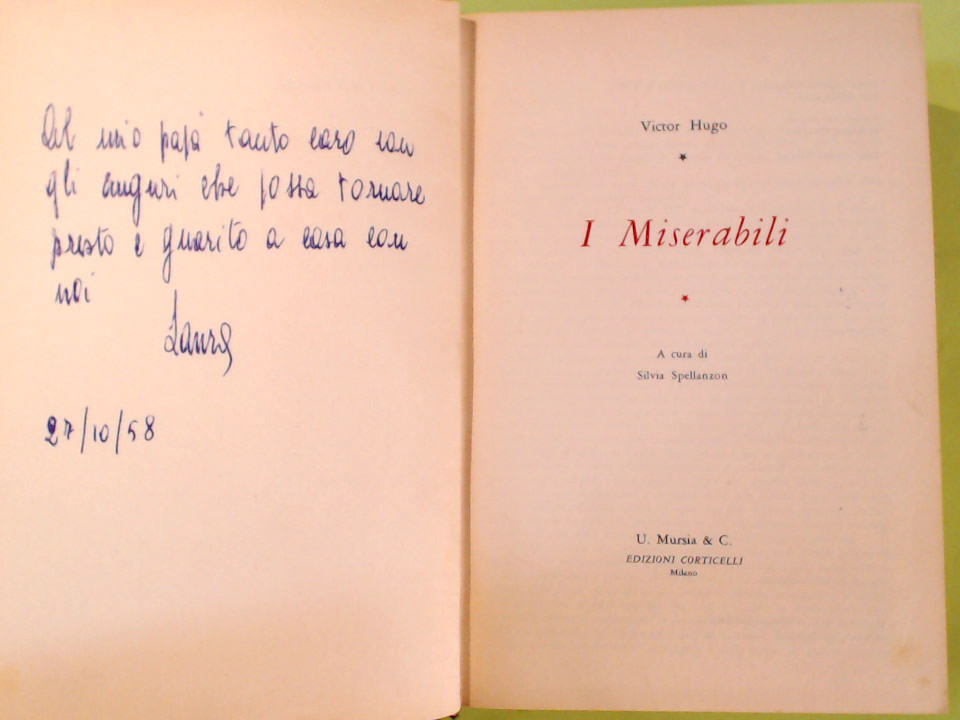 Al mio papà tanto caro con
gli auguri che possa tornare
presto e guarito a casa con
noi
Laura
27/10/58
Victor Hugo
I Miserabili
A cura di
Silvia Spellanzon
U. Mursia & C.
EDIZIONI CORTICELLI
Milano